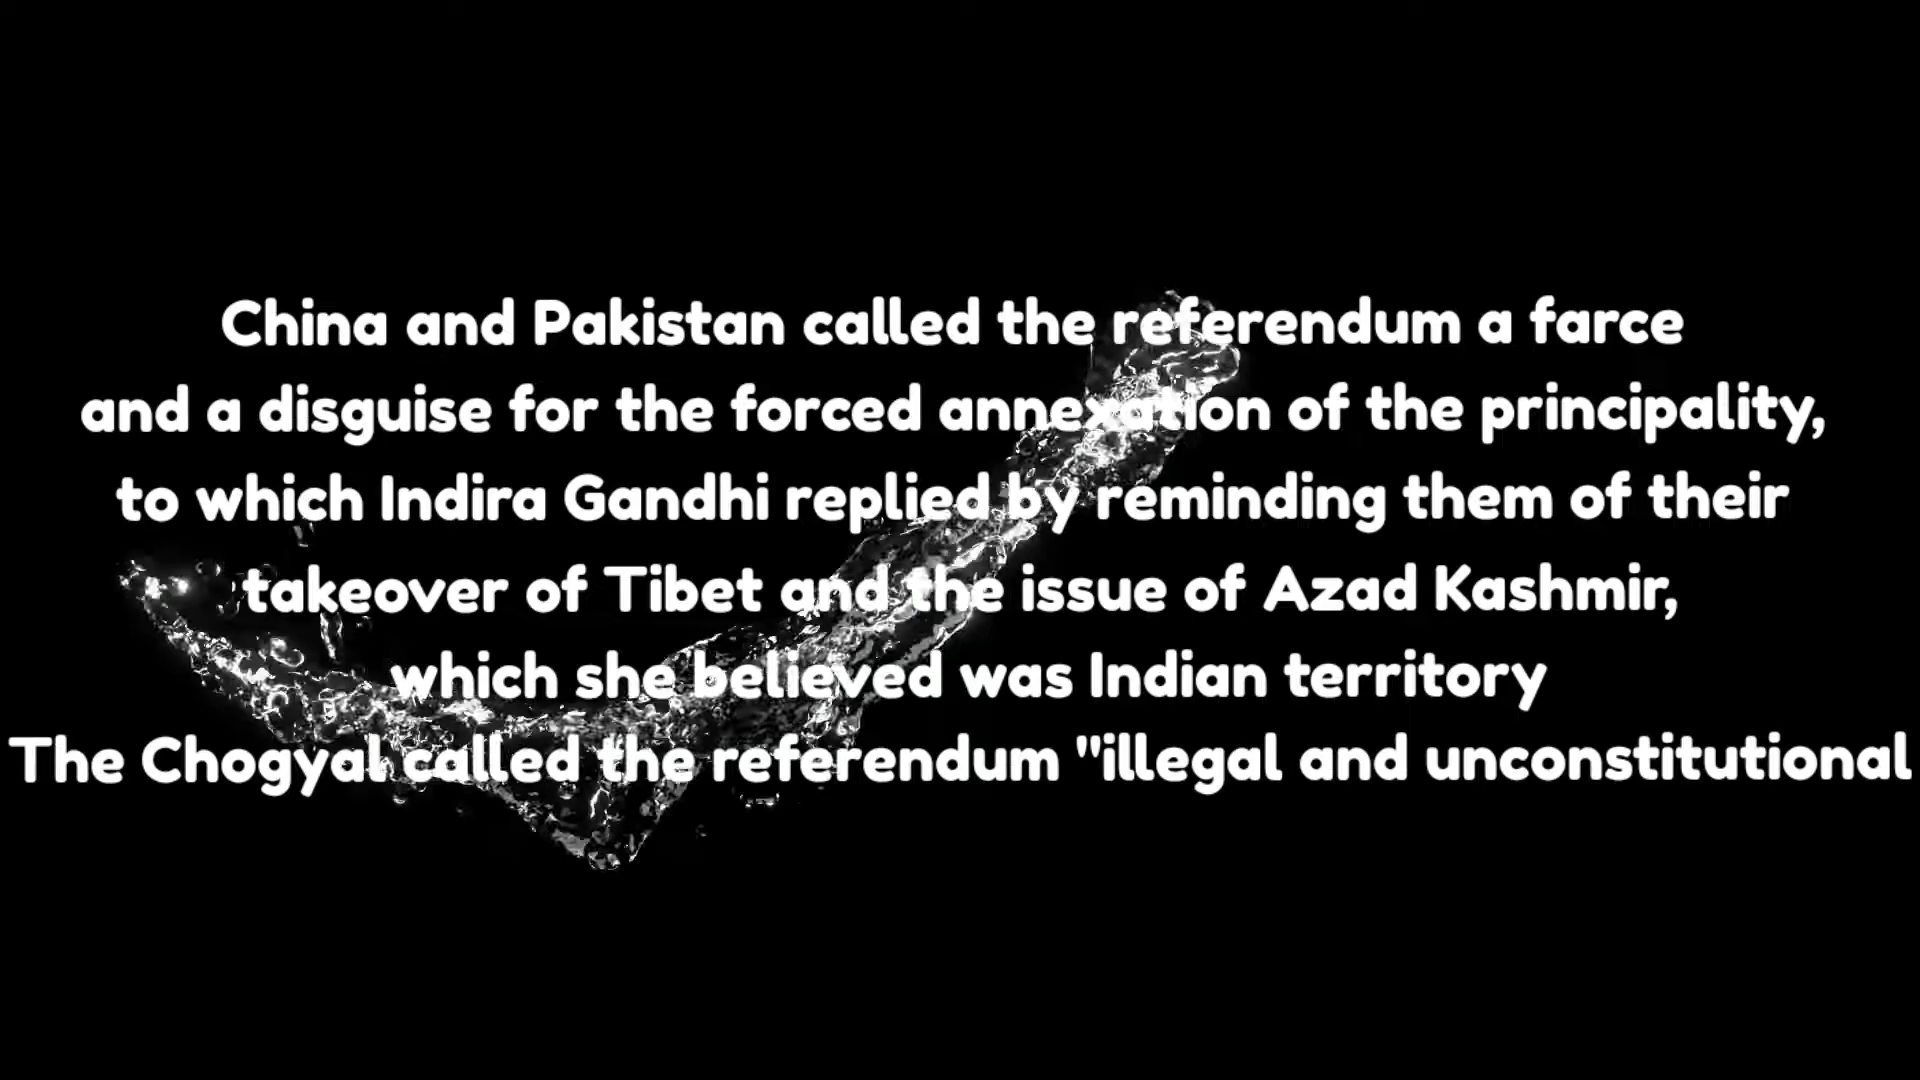 China and Pakistan called the referendum a farce
and a disguise for the forced annexation of the principality,
to which Indira Gandhi replied by reminding them of their
takeover of Tibet and the issue of Azad Kashmir,
which she believed was Indian territory
The Chogyal called the referendum "illegal and unconstitutional